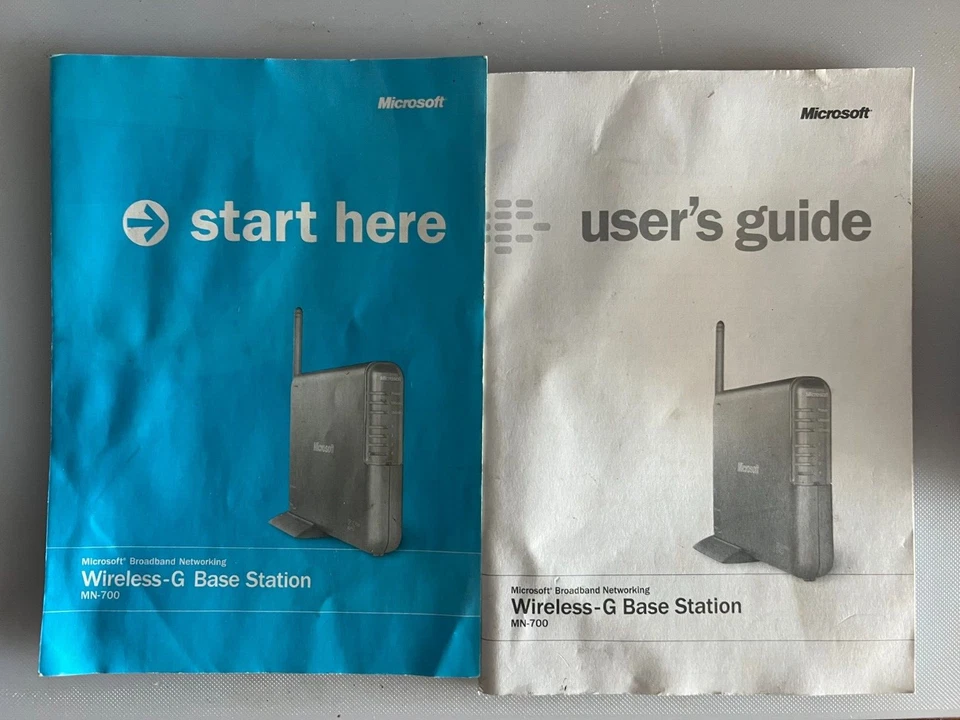 Microsoft
start here
Microsoft
Microsoft® Broadband Networking
Wireless-G Base Station
MN-700
Microsoft
user's guide
Microsoft
Microsoft® Broadband Networking
Wireless-G Base Station
MN-700